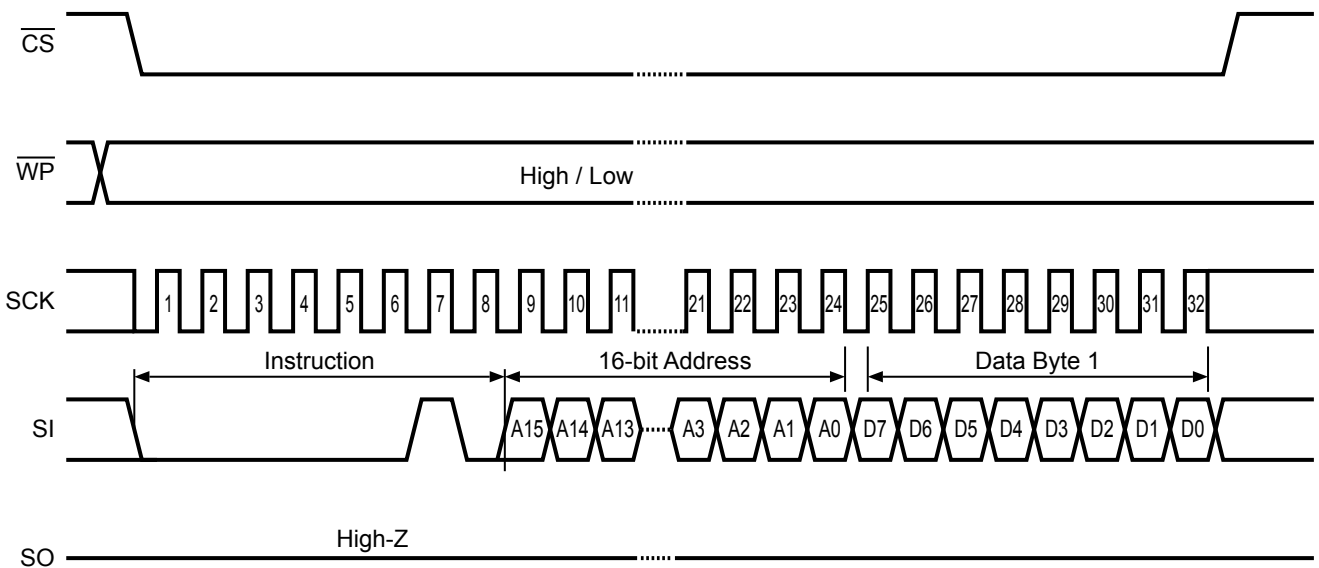 CS
WP
High / Low
SCK
1 2 3 4 5 6 7 8 9 10 11 21 22 23 24 25 26 27 28 29 30 31 32
Instruction 16-bit Address Data Byte 1
SI
A15 A14 A13 A3 A2 A1 A0 D7 D6 D5 D4 D3 D2 D1 D0
High-Z
SO